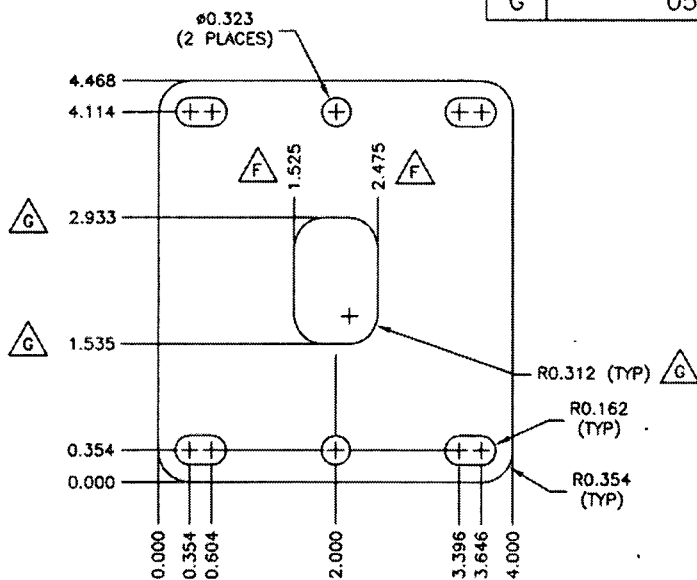 G 05
ø0.323
(2 PLACES)
4.468
4.114
F 1.525 2.475 F
G 2.933
G 1.535
R0.312 (TYP) G
R0.162
(TYP)
0.354
0.000
R0.354
(TYP)
0.000 0.354 0.604 2.000 3.396 3.646 4.000